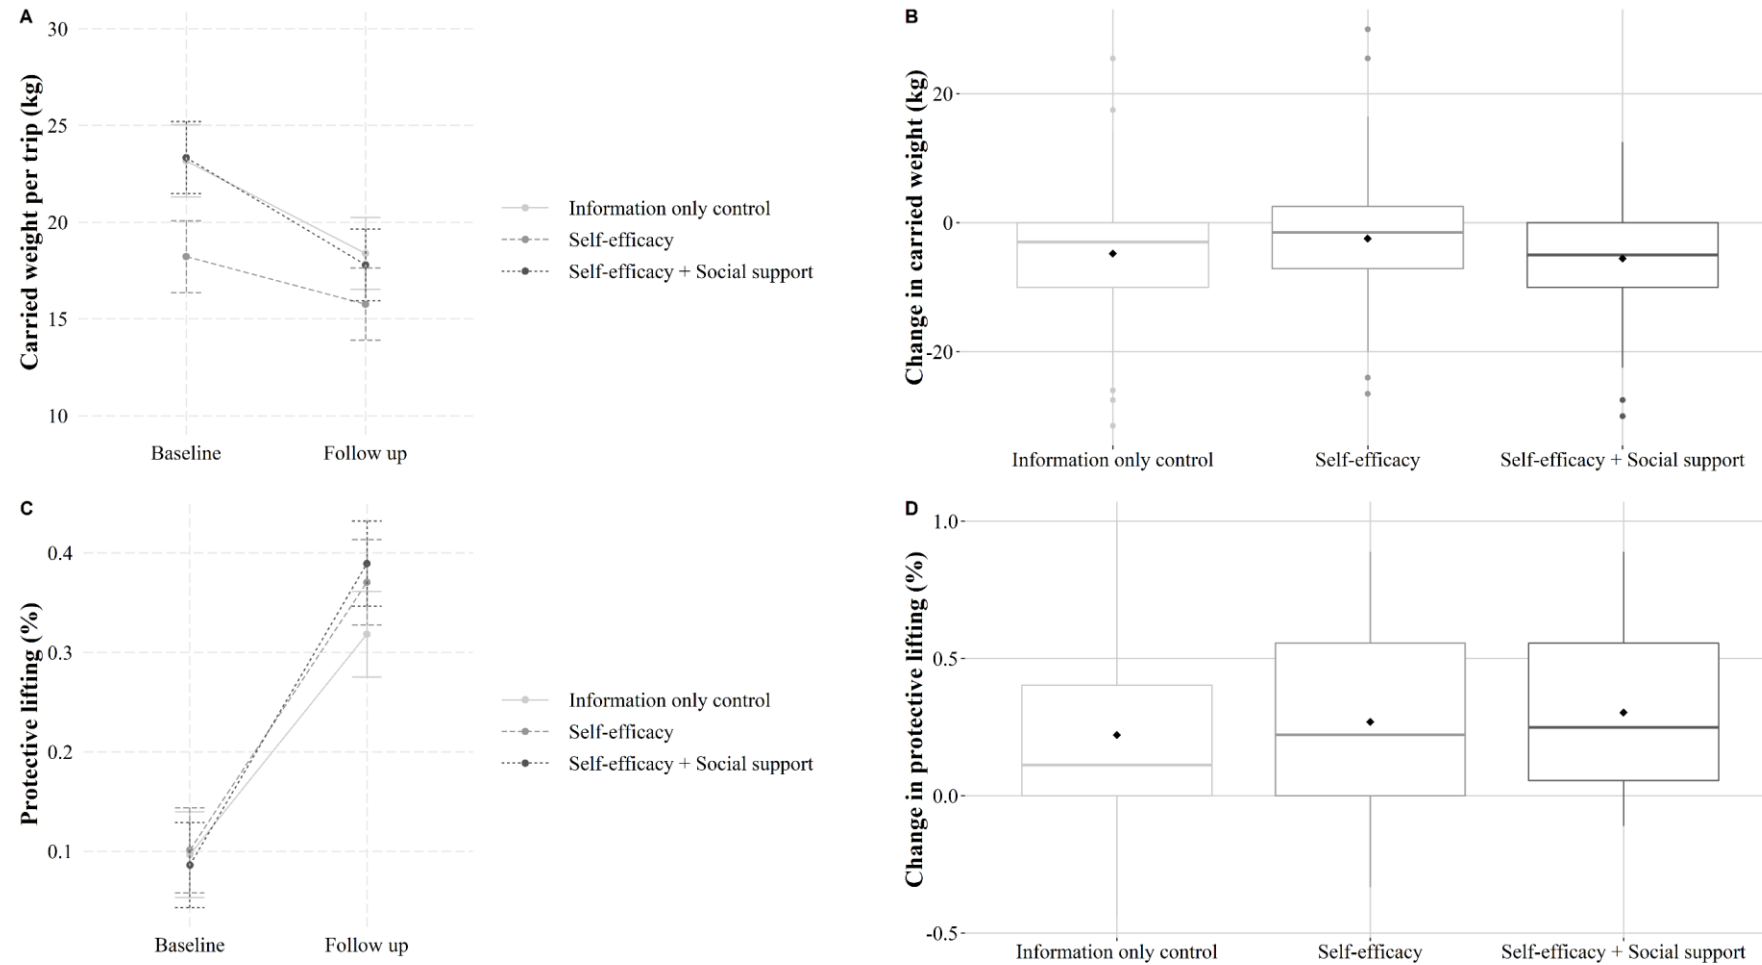 A
Carried weight per trip (kg)
30
25
20
15
10
Baseline
Follow up
Information only control
Self-efficacy
Self-efficacy + Social support
B
Change in carried weight (kg)
20
0
-20
Information only control
Self-efficacy
Self-efficacy + Social support
C
Protective lifting (%)
0.4
0.3
0.2
0.1
Baseline
Follow up
Information only control
Self-efficacy
Self-efficacy + Social support
D
Change in protective lifting (%)
1.0
0.5
0.0
-0.5
Information only control
Self-efficacy
Self-efficacy + Social support